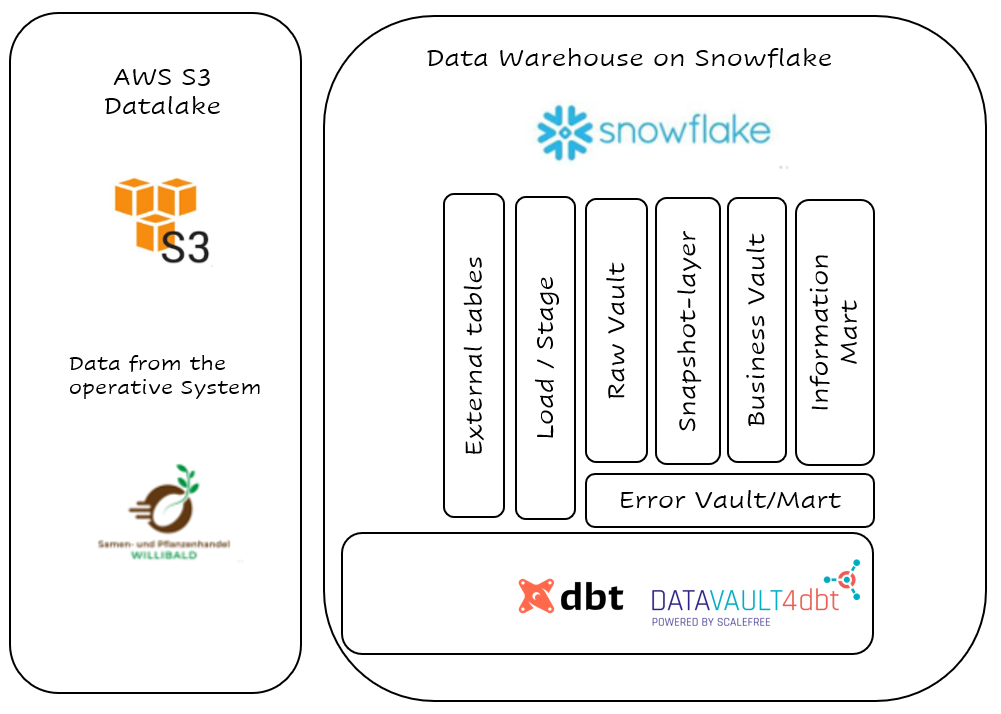 AWS S3
Datalake
S3
Data from the
operative System
Samen- und Pflanzenhandel
WILLIBALD
Data Warehouse on Snowflake
snowflake
External tables
Load / Stage
Raw Vault
Snapshot-layer
Business Vault
Information
Mart
Error Vault/Mart
dbt
DATAVAULT4dbt
POWERED BY SCALEFREE